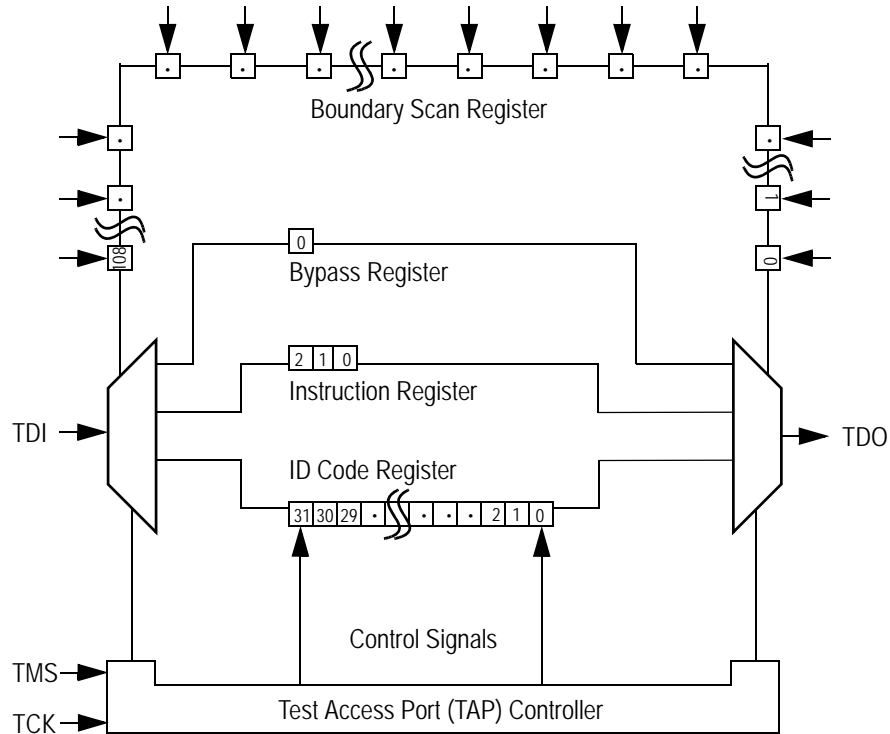 . . . . . . . .
Boundary Scan Register
. .
. 1
108 0
0
Bypass Register
2 1 0
Instruction Register
TDI TDO
ID Code Register
31 30 29 . . . . 2 1 0
Control Signals
TMS
Test Access Port (TAP) Controller
TCK